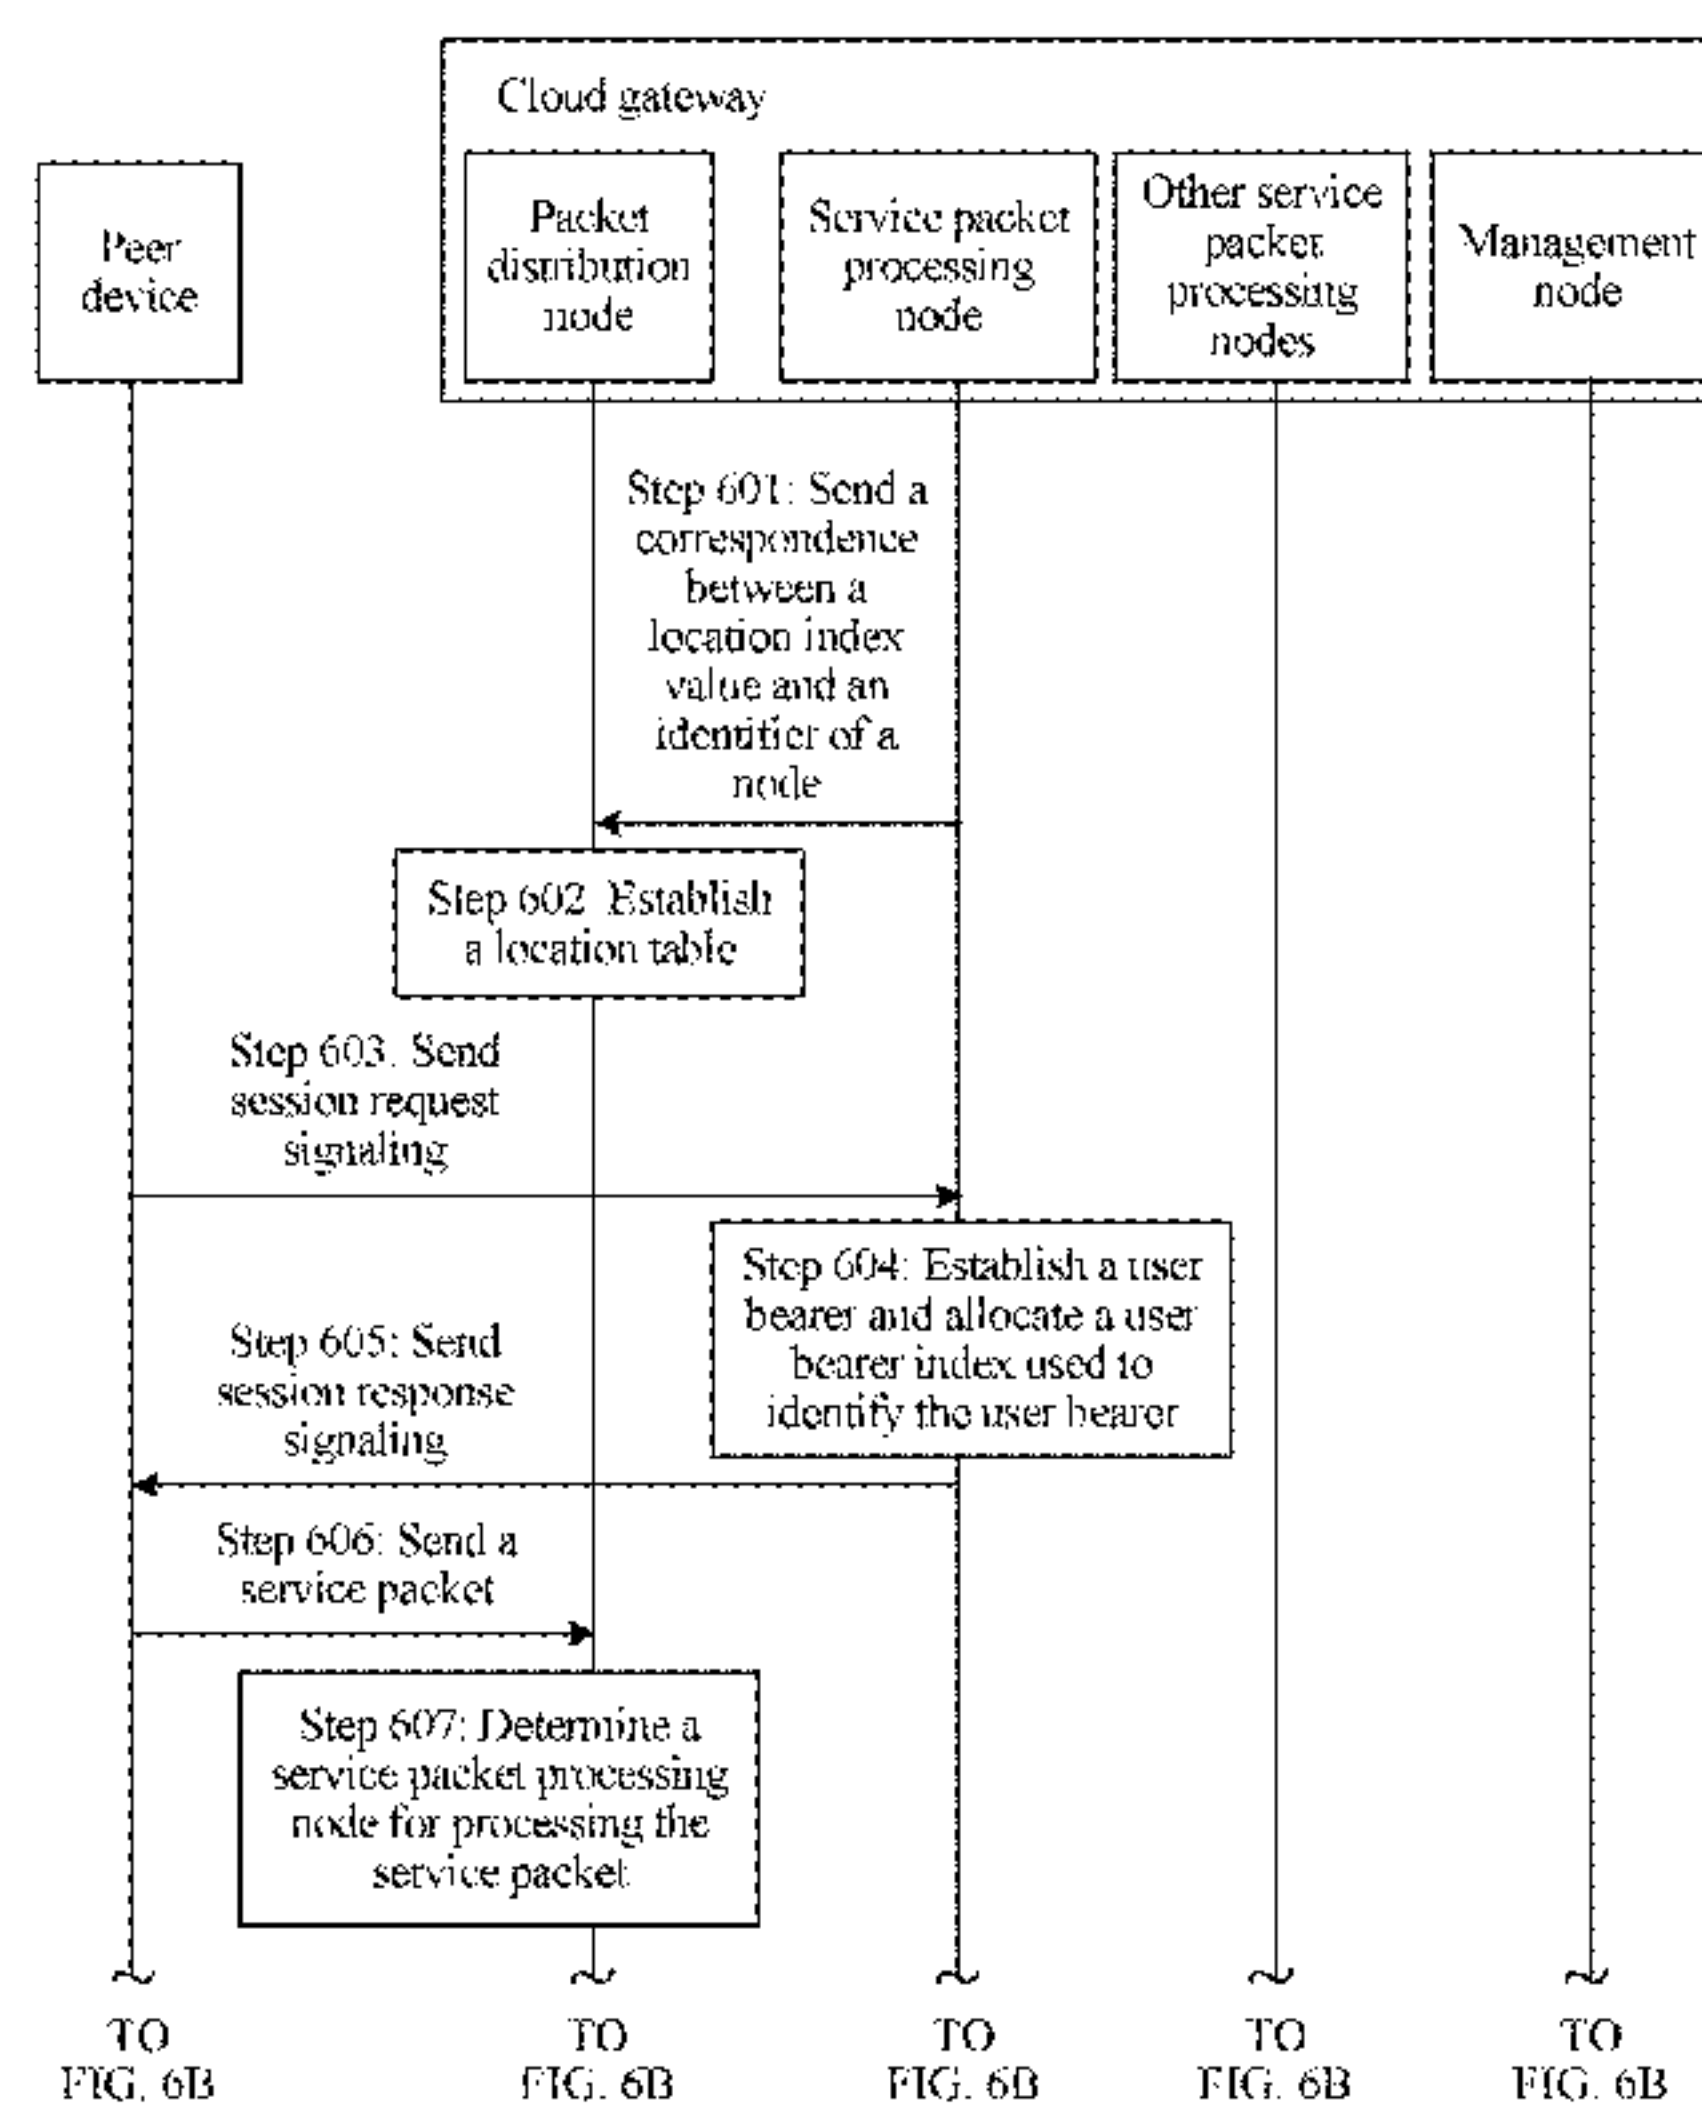 Cloud gateway
Peer
device
Packet
distribution
node
Service packet
processing
node
Other service
packet
processing
nodes
Management
node
Step 601: Send a
correspondence
between a
location index
value and an
identifier of a
node
Step 602: Establish
a location table
Step 603: Send
session request
signaling
Step 604: Establish a user
bearer and allocate a user
bearer index used to
identify the user bearer
Step 605: Send
session response
signaling
Step 606: Send a
service packet
Step 607: Determine a
service packet processing
node for processing the
service packet
TO
FIG. 6B
TO
FIG. 6B
TO
FIG. 6B
TO
FIG. 6B
TO
FIG. 6B